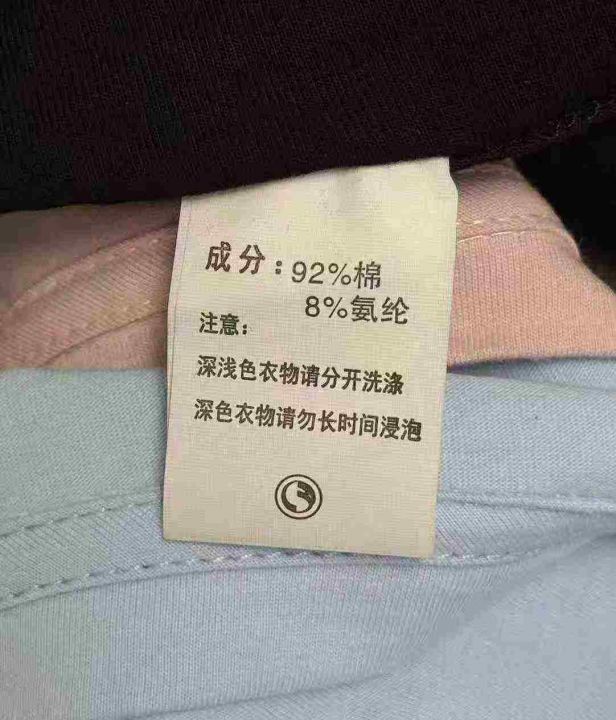 成分：92%棉
8%氨纶
注意：
深浅色衣物请分开洗涤
深色衣物请勿长时间浸泡